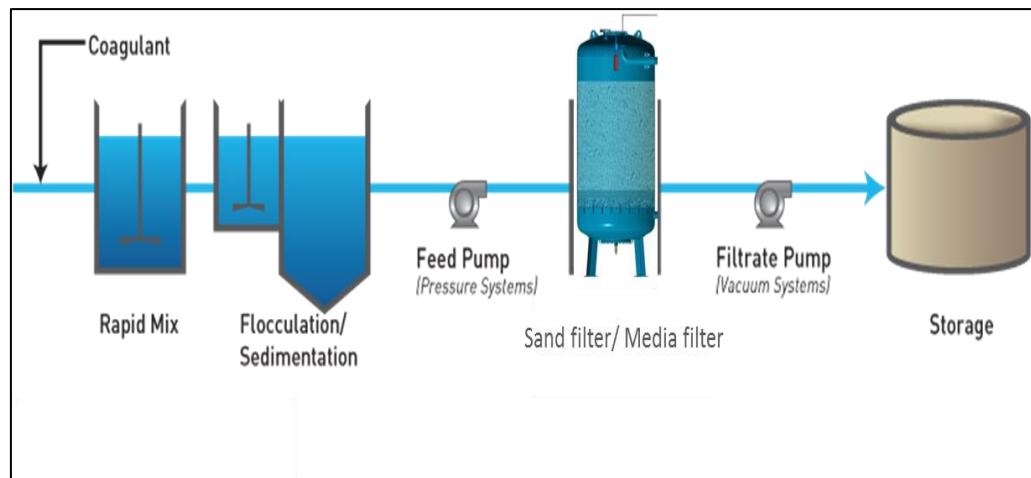 Coagulant
Rapid Mix
Flocculation/
Sedimentation
Feed Pump
(Pressure Systems)
Sand filter/ Media filter
Filtrate Pump
(Vacuum Systems)
Storage